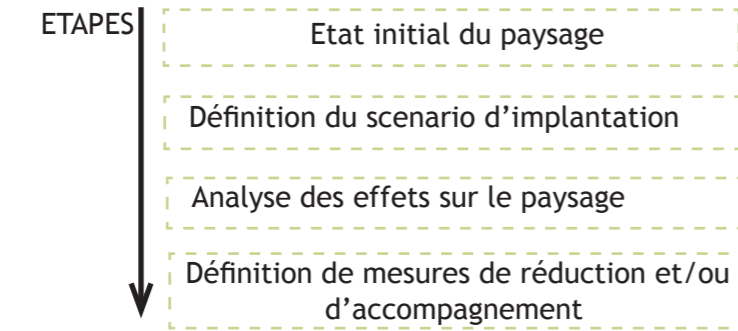 ETAPES
Etat initial du paysage
Définition du scenario d’implantation
Analyse des effets sur le paysage
Définition de mesures de réduction et/ou
d’accompagnement